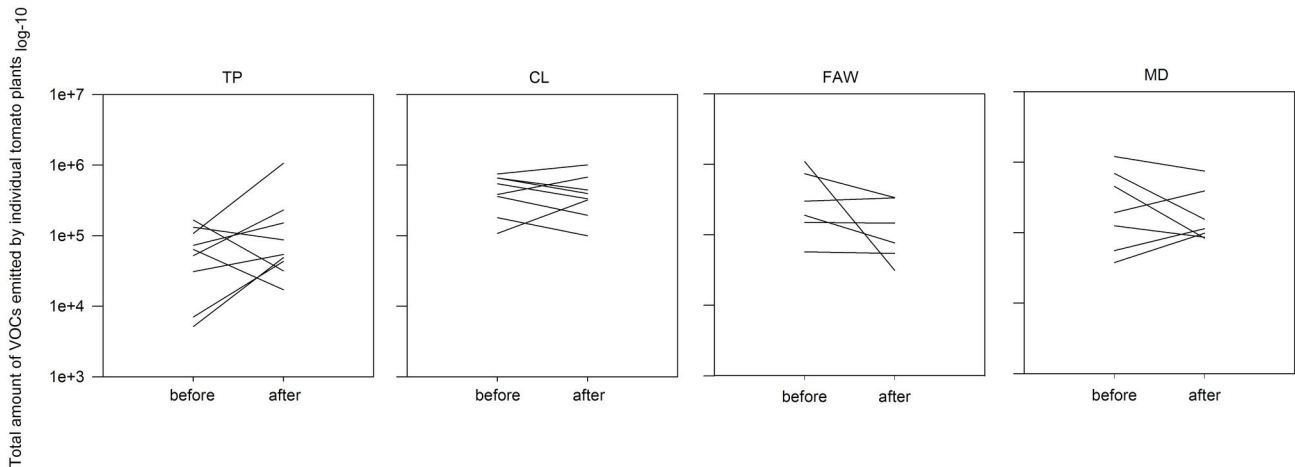 Total amount of VOCs emitted by individual tomato plants log-10
TP
CL
FAW
MD
1e+7
1e+6
1e+5
1e+4
1e+3
before after
before after
before after
before after